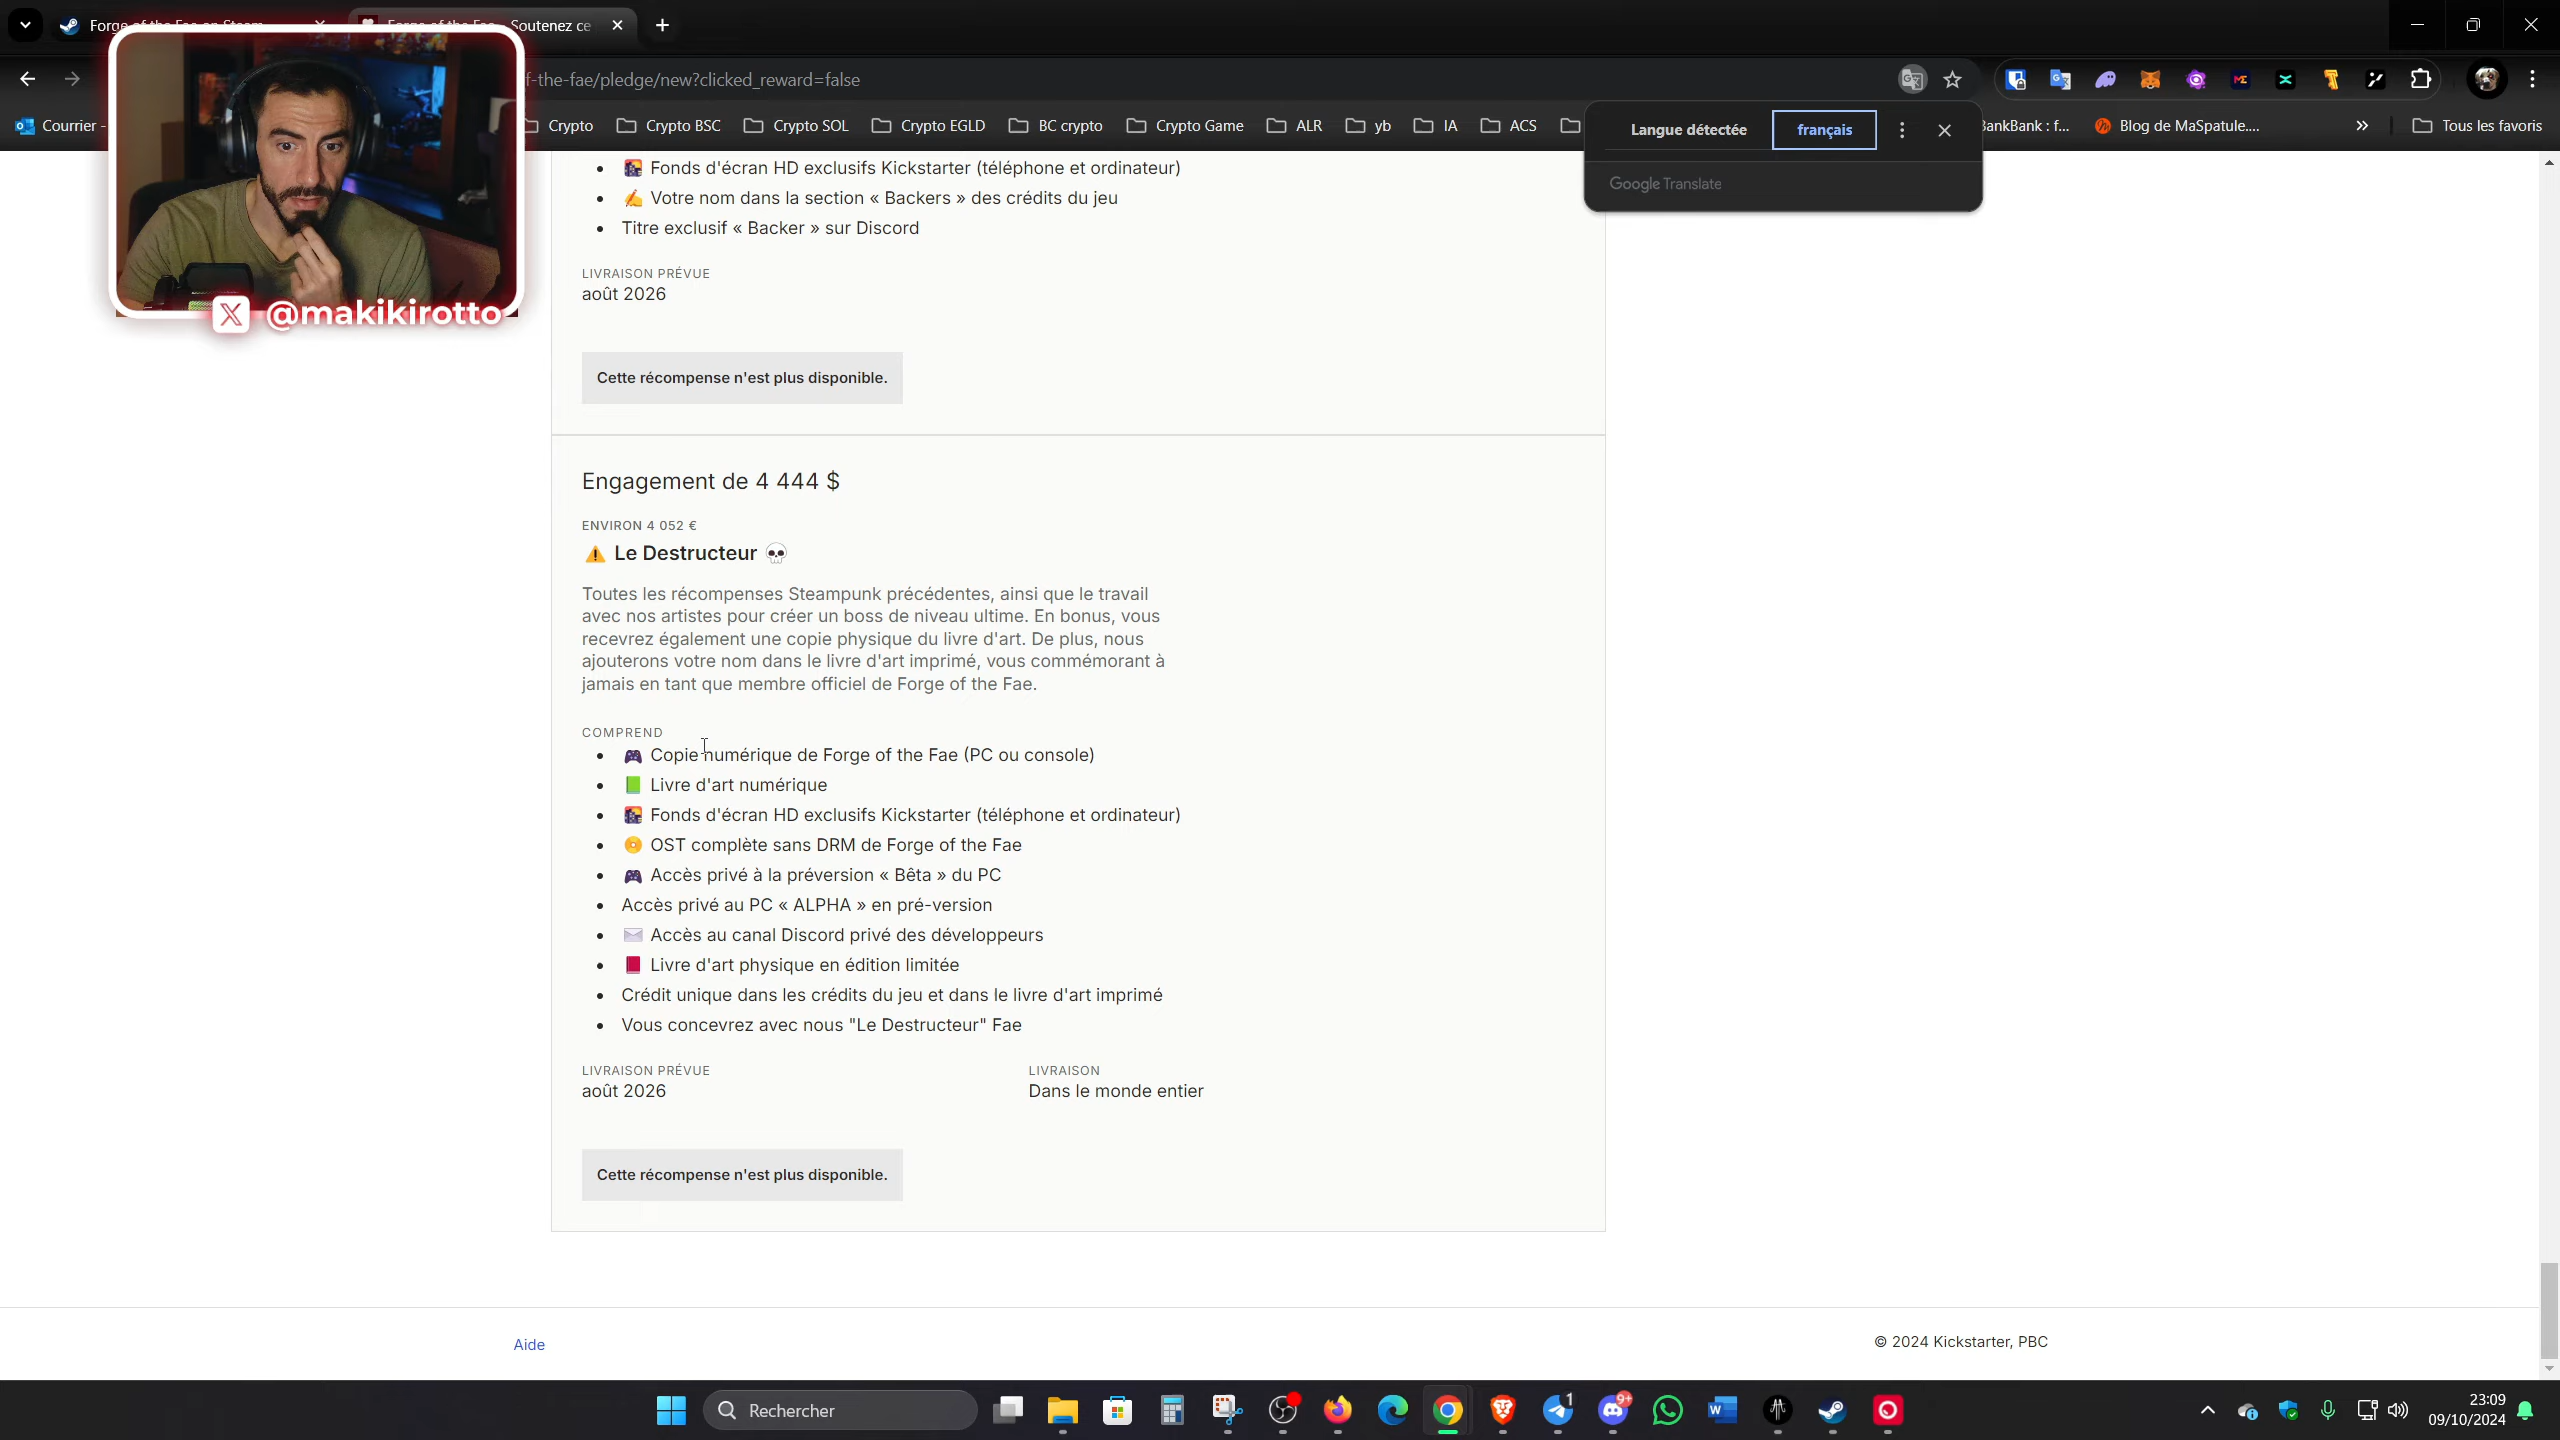 Soutenez ce
f-the-fae/pledge/new?clicked_reward=false
Courrier -
Crypto
Crypto BSC
Crypto SOL
Crypto EGLD
BC crypto
Crypto Game
ALR
yb
IA
ACS
BankBank : f...
Blog de MaSpatule....
Tous les favoris
Langue détectée
français
Google Translate
@makikirotto
Fonds d'écran HD exclusifs Kickstarter (téléphone et ordinateur)
Votre nom dans la section « Backers » des crédits du jeu
Titre exclusif « Backer » sur Discord
LIVRAISON PRÉVUE
août 2026
Cette récompense n'est plus disponible.
Engagement de 4 444 $
ENVIRON 4 052 €
Le Destructeur
Toutes les récompenses Steampunk précédentes, ainsi que le travail
avec nos artistes pour créer un boss de niveau ultime. En bonus, vous
recevrez également une copie physique du livre d'art. De plus, nous
ajouterons votre nom dans le livre d'art imprimé, vous commémorant à
jamais en tant que membre officiel de Forge of the Fae.
COMPREND
Copie numérique de Forge of the Fae (PC ou console)
Livre d'art numérique
Fonds d'écran HD exclusifs Kickstarter (téléphone et ordinateur)
OST complète sans DRM de Forge of the Fae
Accès privé à la préversion « Bêta » du PC
Accès privé au PC « ALPHA » en pré-version
Accès au canal Discord privé des développeurs
Livre d'art physique en édition limitée
Crédit unique dans les crédits du jeu et dans le livre d'art imprimé
Vous concevrez avec nous "Le Destructeur" Fae
LIVRAISON PRÉVUE
août 2026
LIVRAISON
Dans le monde entier
Cette récompense n'est plus disponible.
Aide
© 2024 Kickstarter, PBC
Rechercher
1
9+
23:09
09/10/2024